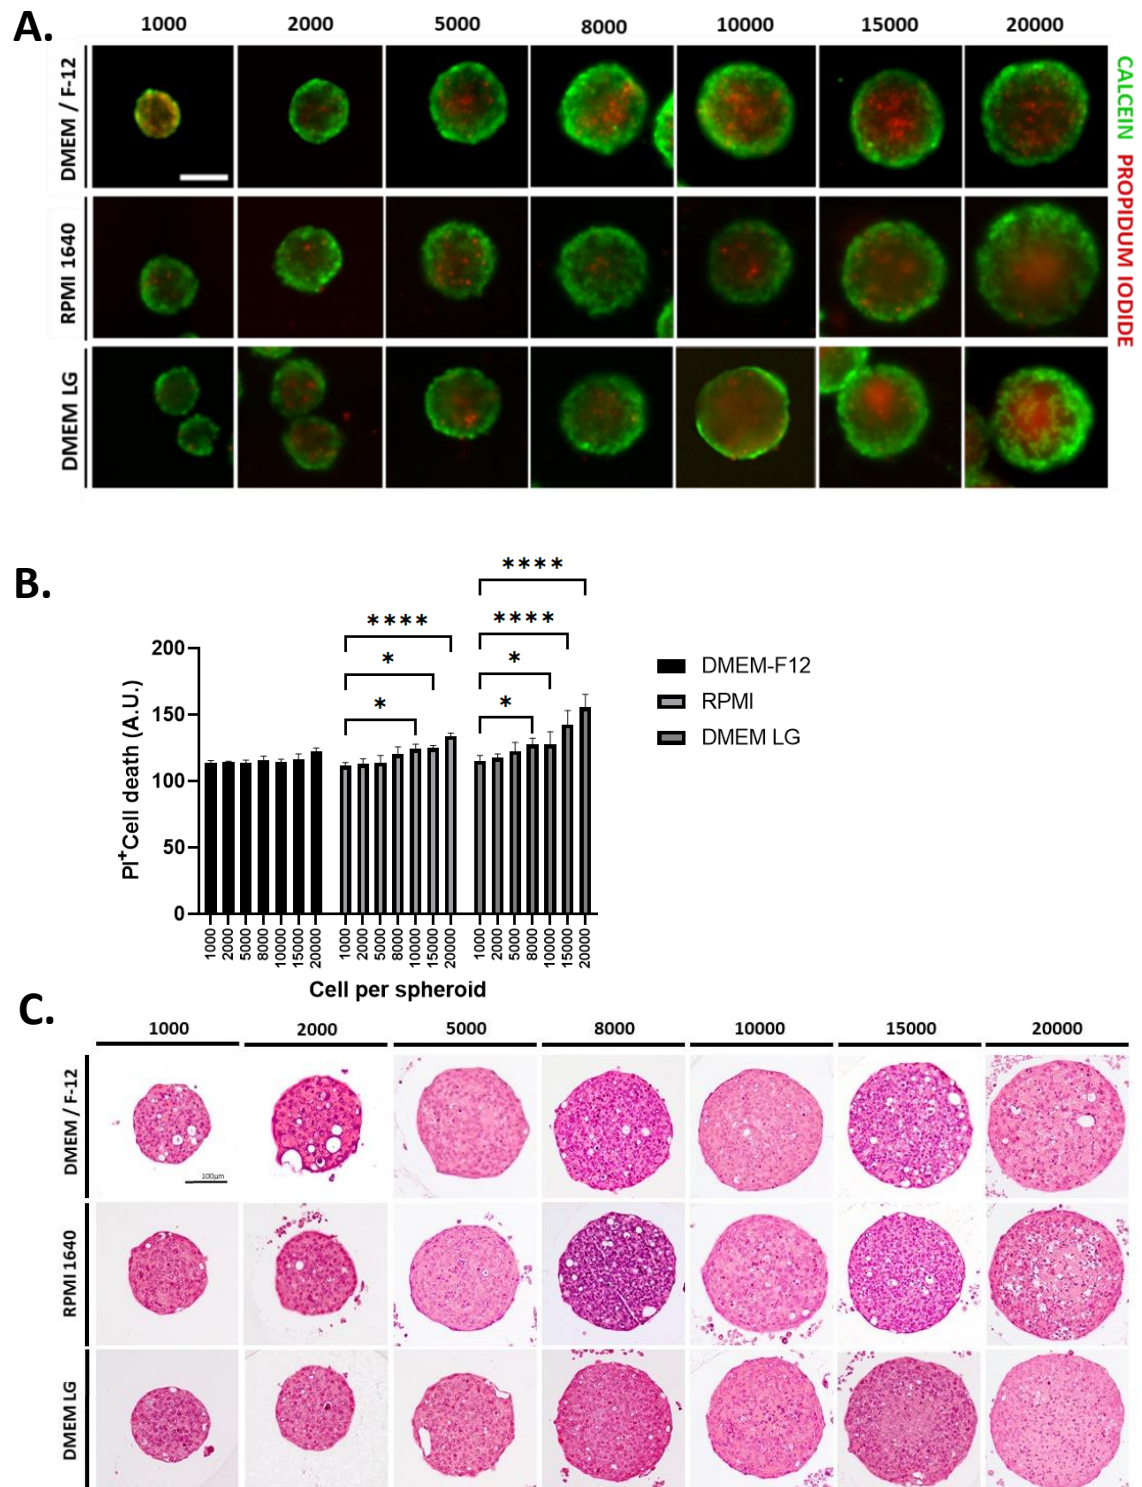 A.
1000 2000 5000 8000 10000 15000 20000
DMEM / F-12
RPMI 1640
DMEM LG
CALCEIN PROPIDUM IODIDE
B.
****
****
****
*
*
*
*
200
150
100
50
0
PI+Cell death (A.U.)
1000 2000 5000 8000 10000 15000 20000 1000 2000 5000 8000 10000 15000 20000 1000 2000 5000 8000 10000 15000 20000
Cell per spheroid
DMEM-F12
RPMI
DMEM LG
C.
1000 2000 5000 8000 10000 15000 20000
DMEM / F-12
100µm
RPMI 1640
DMEM LG